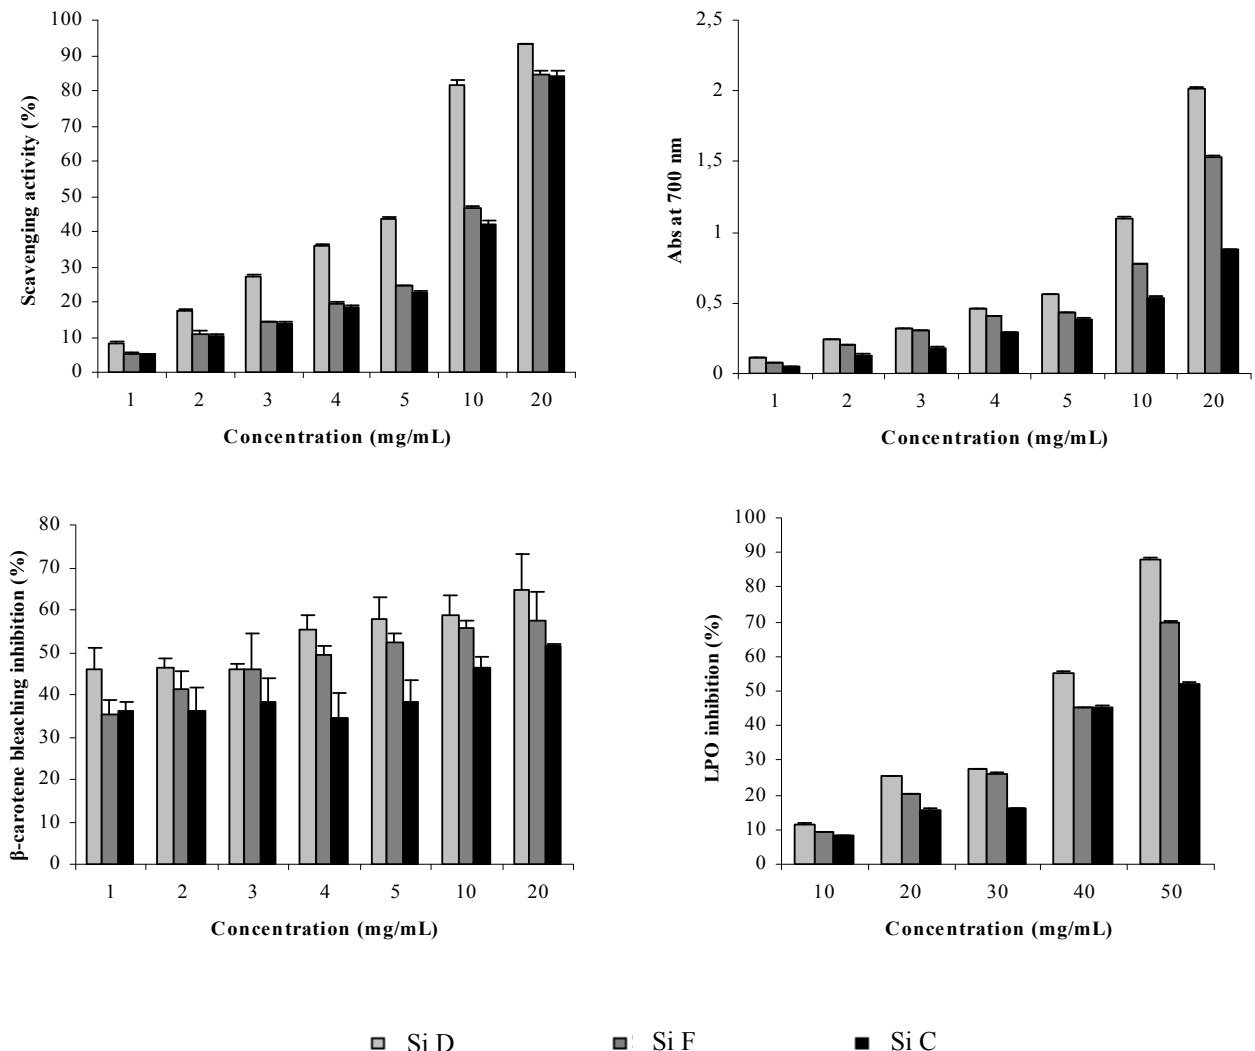 100
90
80
70
60
50
40
30
20
10
0
Scavenging activity (%)
1 2 3 4 5 10 20
Concentration (mg/mL)
2,5
2
1,5
1
0,5
0
Abs at 700 nm
1 2 3 4 5 10 20
Concentration (mg/mL)
80
70
60
50
40
30
20
10
0
β-carotene bleaching inhibition (%)
1 2 3 4 5 10 20
Concentration (mg/mL)
100
90
80
70
60
50
40
30
20
10
0
LPO inhibition (%)
10 20 30 40 50
Concentration (mg/mL)
Si D Si F Si C